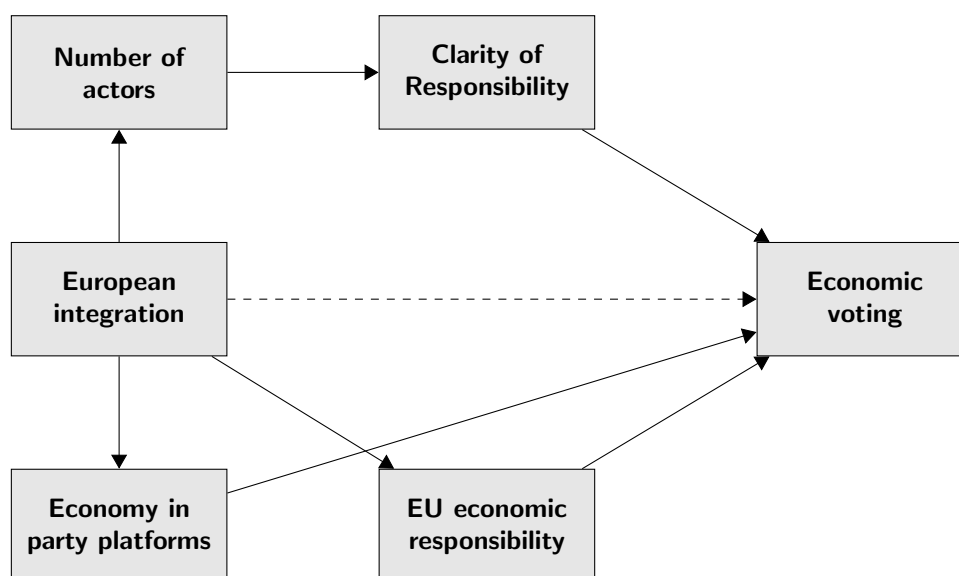 Number of
actors
Clarity of
Responsibility
European
integration
Economic
voting
Economy in
party platforms
EU economic
responsibility